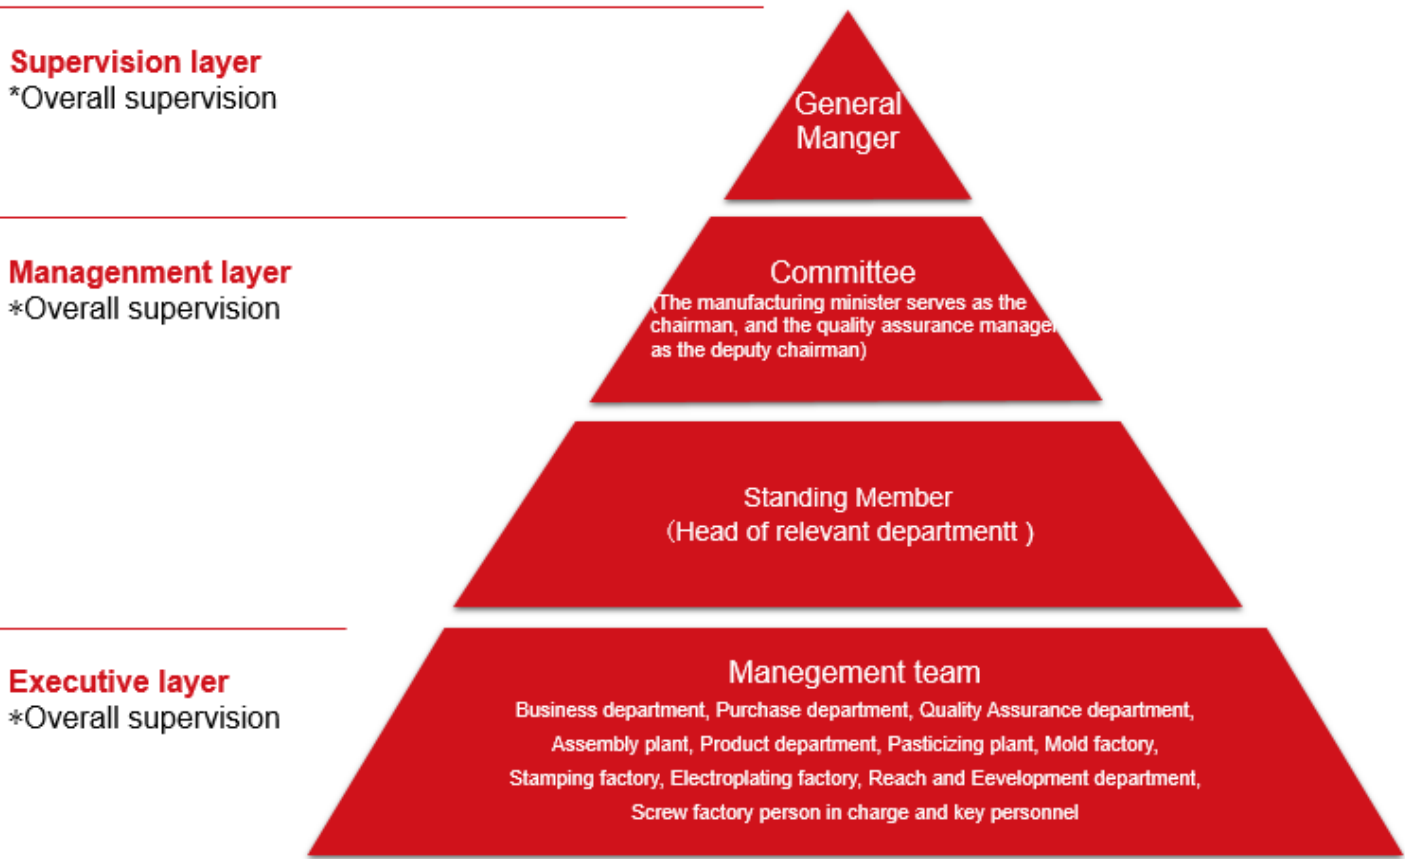 Supervision layer
*Overall supervision
General
Manger
Managenment layer
*Overall supervision
Committee
(The manufacturing minister serves as the
chairman, and the quality assurance manager
as the deputy chairman)
Standing Member
(Head of relevant departmentt )
Executive layer
*Overall supervision
Manegement team
Business department, Purchase department, Quality Assurance department,
Assembly plant, Product department, Pasticizing plant, Mold factory,
Stamping factory, Electroplating factory, Reach and Eevelopment department,
Screw factory person in charge and key personnel